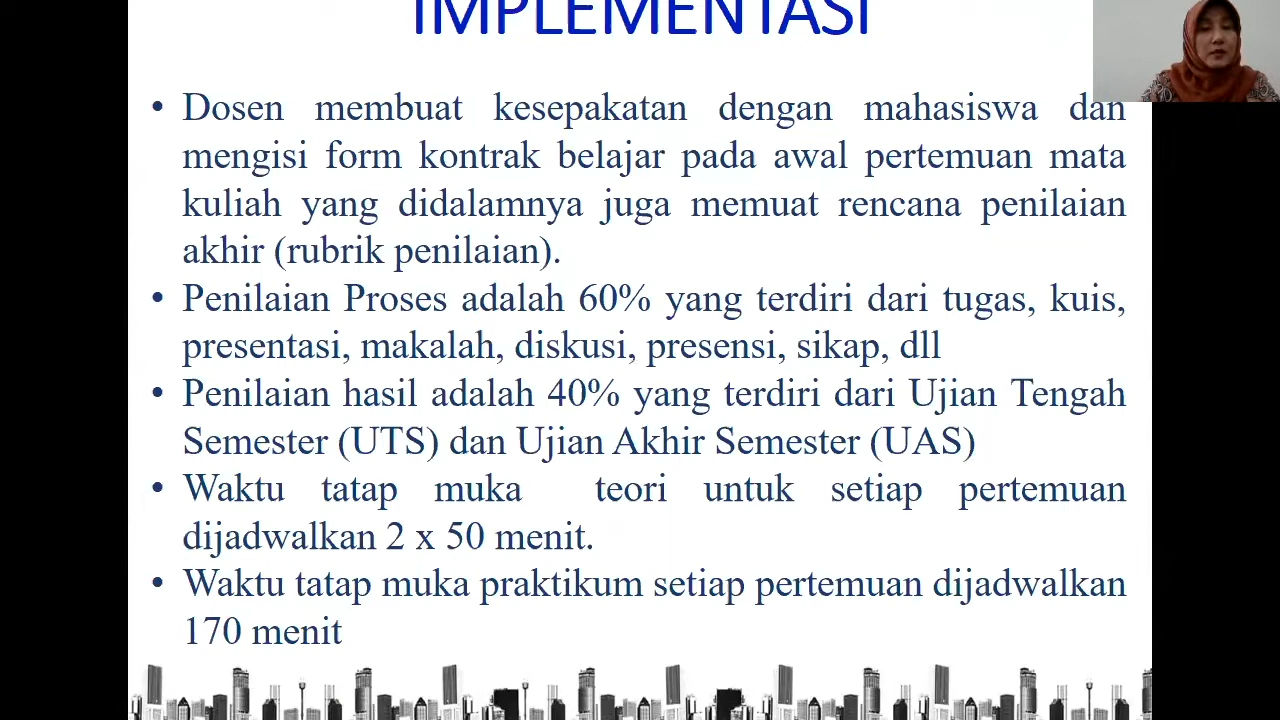 IMPLEMENTASI
• Dosen membuat kesepakatan dengan mahasiswa dan
mengisi form kontrak belajar pada awal pertemuan mata
kuliah yang didalamnya juga memuat rencana penilaian
akhir (rubrik penilaian).
• Penilaian Proses adalah 60% yang terdiri dari tugas, kuis,
presentasi, makalah, diskusi, presensi, sikap, dll
• Penilaian hasil adalah 40% yang terdiri dari Ujian Tengah
Semester (UTS) dan Ujian Akhir Semester (UAS)
• Waktu tatap muka teori untuk setiap pertemuan
dijadwalkan 2 x 50 menit.
• Waktu tatap muka praktikum setiap pertemuan dijadwalkan
170 menit